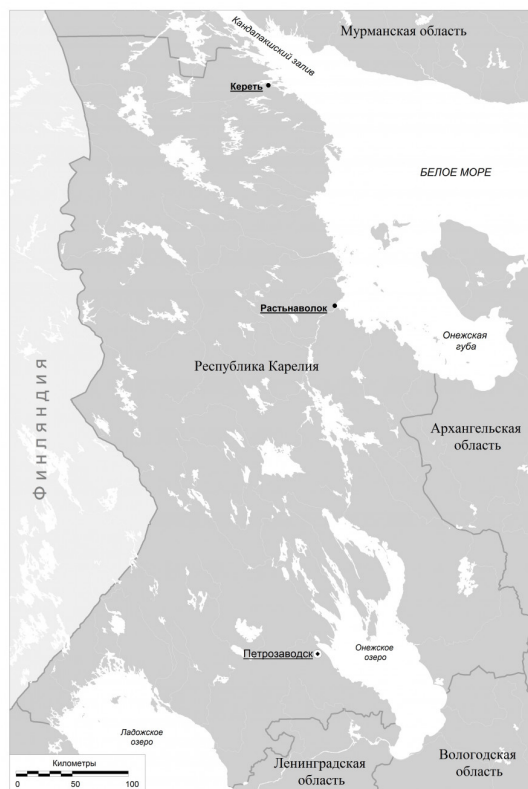 Мурманская область
Кандалакшский залив
Кереть
БЕЛОЕ МОРЕ
Растьнаволок
Онежская
губа
Республика Карелия
ФИНЛЯНДИЯ
Архангельская
область
Петрозаводск
Онежское
озеро
Ладожское
озеро
Ленинградская
область
Вологодская
область
Километры
0 50 100